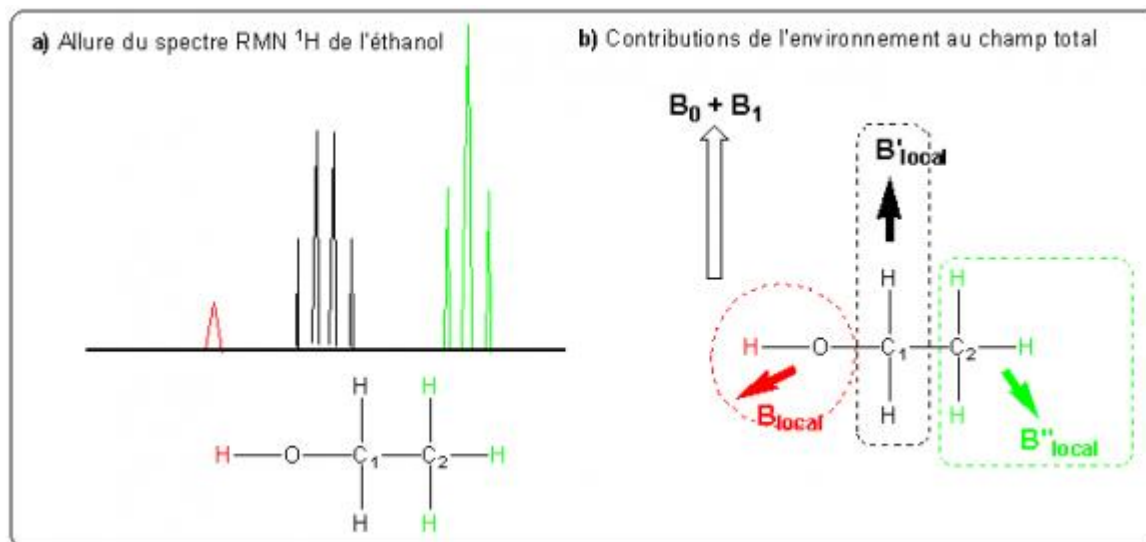 a) Allure du spectre RMN ¹H de l'éthanol
b) Contributions de l'environnement au champ total
B₀ + B₁
B'local
H H
H O C₁ C₂ H
H H
Blocal
B"local
H H
H O C₁ C₂ H
H H